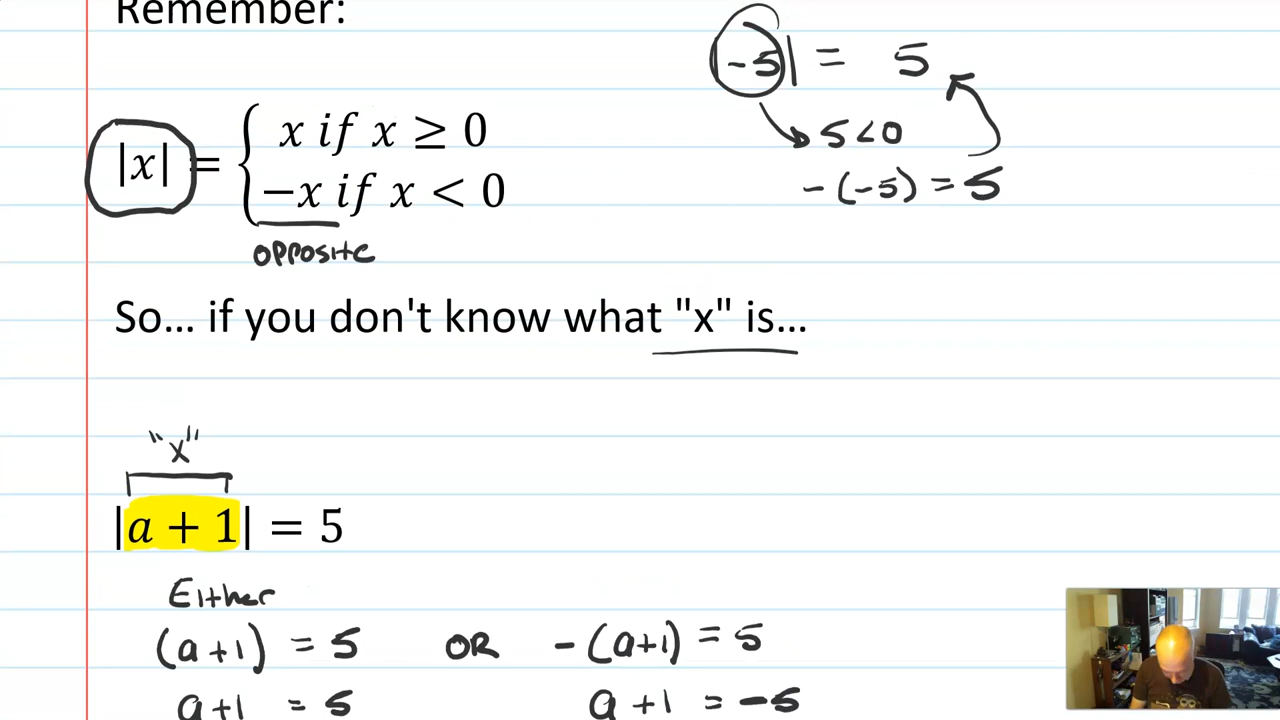 Remember:
|-5| = 5
|x| = { x if x ≥ 0
5 < 0
-x if x < 0
-(-5) = 5
opposite
So... if you don't know what "x" is...
"x"
|a + 1| = 5
Either
(a+1) = 5 OR -(a+1) = 5
a+1 = 5 a+1 = -5